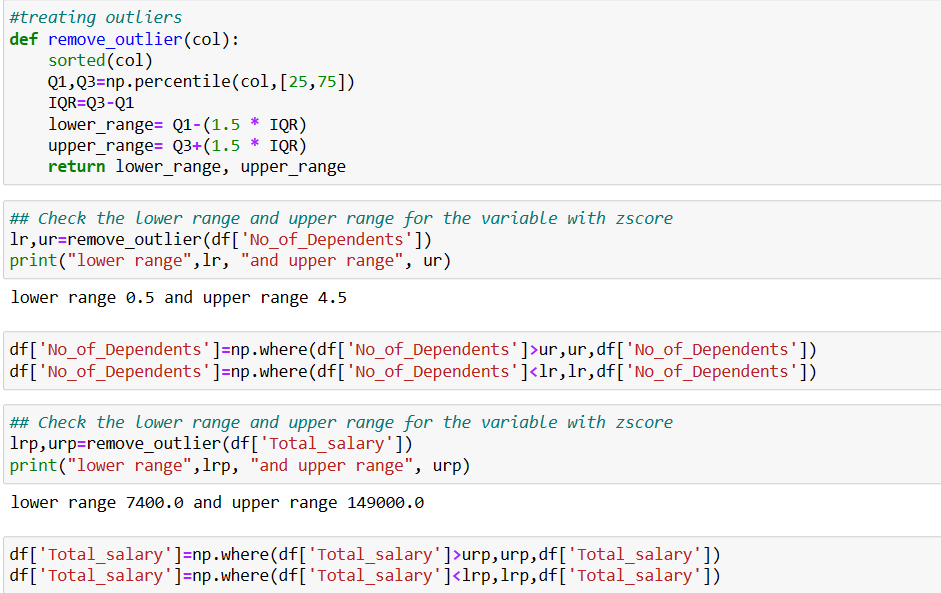 #treating outliers
def remove_outlier(col):
    sorted(col)
    Q1,Q3=np.percentile(col,[25,75])
    IQR=Q3-Q1
    lower_range= Q1-(1.5 * IQR)
    upper_range= Q3+(1.5 * IQR)
    return lower_range, upper_range
## Check the lower range and upper range for the variable with zscore
lr,ur=remove_outlier(df['No_of_Dependents'])
print("lower range",lr, "and upper range", ur)
lower range 0.5 and upper range 4.5
df['No_of_Dependents']=np.where(df['No_of_Dependents']>ur,ur,df['No_of_Dependents'])
df['No_of_Dependents']=np.where(df['No_of_Dependents']<lr,lr,df['No_of_Dependents'])
## Check the lower range and upper range for the variable with zscore
lrp,urp=remove_outlier(df['Total_salary'])
print("lower range",lrp, "and upper range", urp)
lower range 7400.0 and upper range 149000.0
df['Total_salary']=np.where(df['Total_salary']>urp,urp,df['Total_salary'])
df['Total_salary']=np.where(df['Total_salary']<lrp,lrp,df['Total_salary'])